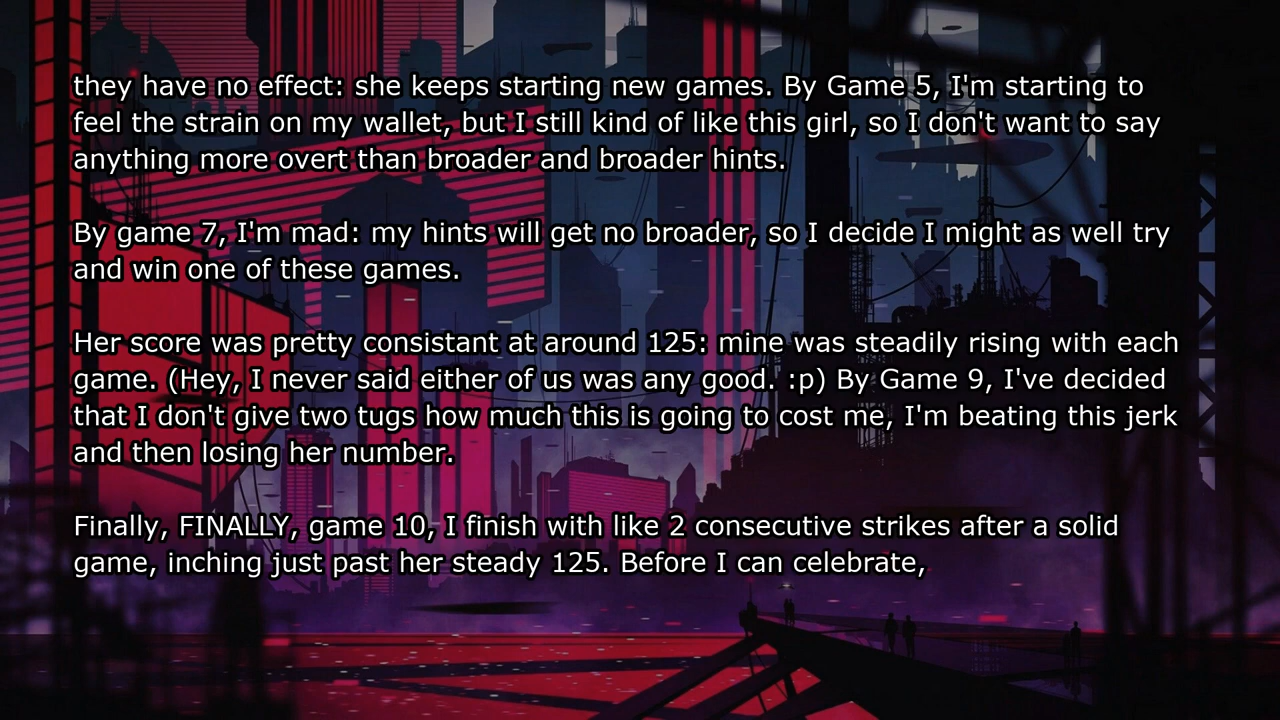 they have no effect: she keeps starting new games. By Game 5, I'm starting to
feel the strain on my wallet, but I still kind of like this girl, so I don't want to say
anything more overt than broader and broader hints.
By game 7, I'm mad: my hints will get no broader, so I decide I might as well try
and win one of these games.
Her score was pretty consistant at around 125: mine was steadily rising with each
game. (Hey, I never said either of us was any good. :p) By Game 9, I've decided
that I don't give two tugs how much this is going to cost me, I'm beating this jerk
and then losing her number.
Finally, FINALLY, game 10, I finish with like 2 consecutive strikes after a solid
game, inching just past her steady 125. Before I can celebrate,